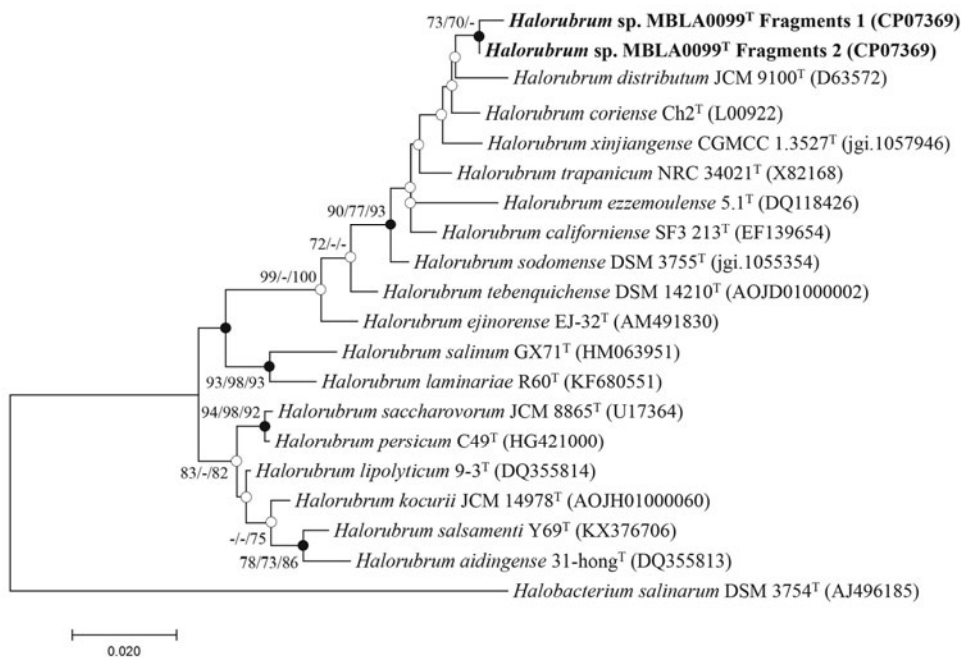 73/70/-
Halorubrum sp. MBLA0099ᵀ Fragments 1 (CP07369)
Halorubrum sp. MBLA0099ᵀ Fragments 2 (CP07369)
Halorubrum distributum JCM 9100ᵀ (D63572)
Halorubrum coriense Ch2ᵀ (L00922)
Halorubrum xinjiangense CGMCC 1.3527ᵀ (jgi.1057946)
Halorubrum trapanicum NRC 34021ᵀ (X82168)
Halorubrum ezzemoulense 5.1ᵀ (DQ118426)
90/77/93
Halorubrum californiense SF3 213ᵀ (EF139654)
72/-/-
Halorubrum sodomense DSM 3755ᵀ (jgi.1055354)
99/-/100
Halorubrum tebenquichense DSM 14210ᵀ (AOJD01000002)
Halorubrum ejinorense EJ-32ᵀ (AM491830)
Halorubrum salinum GX71ᵀ (HM063951)
93/98/93
Halorubrum laminariae R60ᵀ (KF680551)
94/98/92
Halorubrum saccharovorum JCM 8865ᵀ (U17364)
Halorubrum persicum C49ᵀ (HG421000)
83/-/82
Halorubrum lipolyticum 9-3ᵀ (DQ355814)
Halorubrum kocurii JCM 14978ᵀ (AOJH01000060)
-/-/75
Halorubrum salsamenti Y69ᵀ (KX376706)
78/73/86
Halorubrum aidingense 31-hongᵀ (DQ355813)
Halobacterium salinarum DSM 3754ᵀ (AJ496185)
0.020